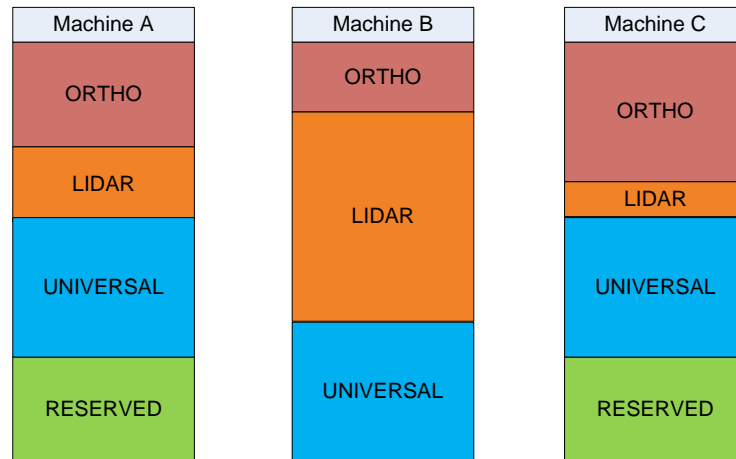 Machine A
ORTHO
LIDAR
UNIVERSAL
RESERVED
Machine B
ORTHO
LIDAR
UNIVERSAL
Machine C
ORTHO
LIDAR
UNIVERSAL
RESERVED